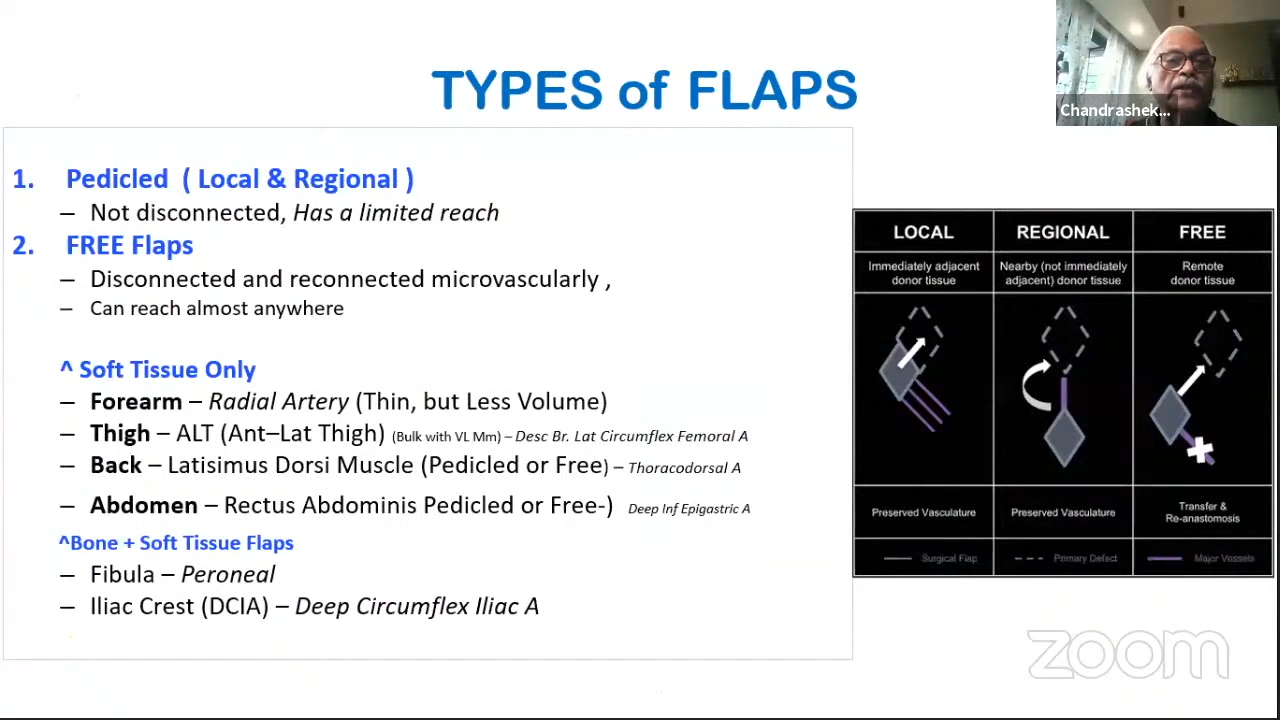 TYPES of FLAPS
Chandrashek...
1. Pedicled ( Local & Regional )
– Not disconnected, Has a limited reach
2. FREE Flaps
– Disconnected and reconnected microvascularly ,
– Can reach almost anywhere
^ Soft Tissue Only
– Forearm – Radial Artery (Thin, but Less Volume)
– Thigh – ALT (Ant–Lat Thigh) (Bulk with VL Mm) – Desc Br. Lat Circumflex Femoral A
– Back – Latisimus Dorsi Muscle (Pedicled or Free) – Thoracodorsal A
– Abdomen – Rectus Abdominis Pedicled or Free-) Deep Inf Epigastric A
^Bone + Soft Tissue Flaps
– Fibula – Peroneal
– Iliac Crest (DCIA) – Deep Circumflex Iliac A
LOCAL REGIONAL FREE
Immediately adjacent
donor tissue
Nearby (not immediately
adjacent) donor tissue
Remote
donor tissue
Preserved Vasculature
Preserved Vasculature
Transfer &
Re-anastomosis
Surgical Flap Primary Defect Major Vessels
zoom